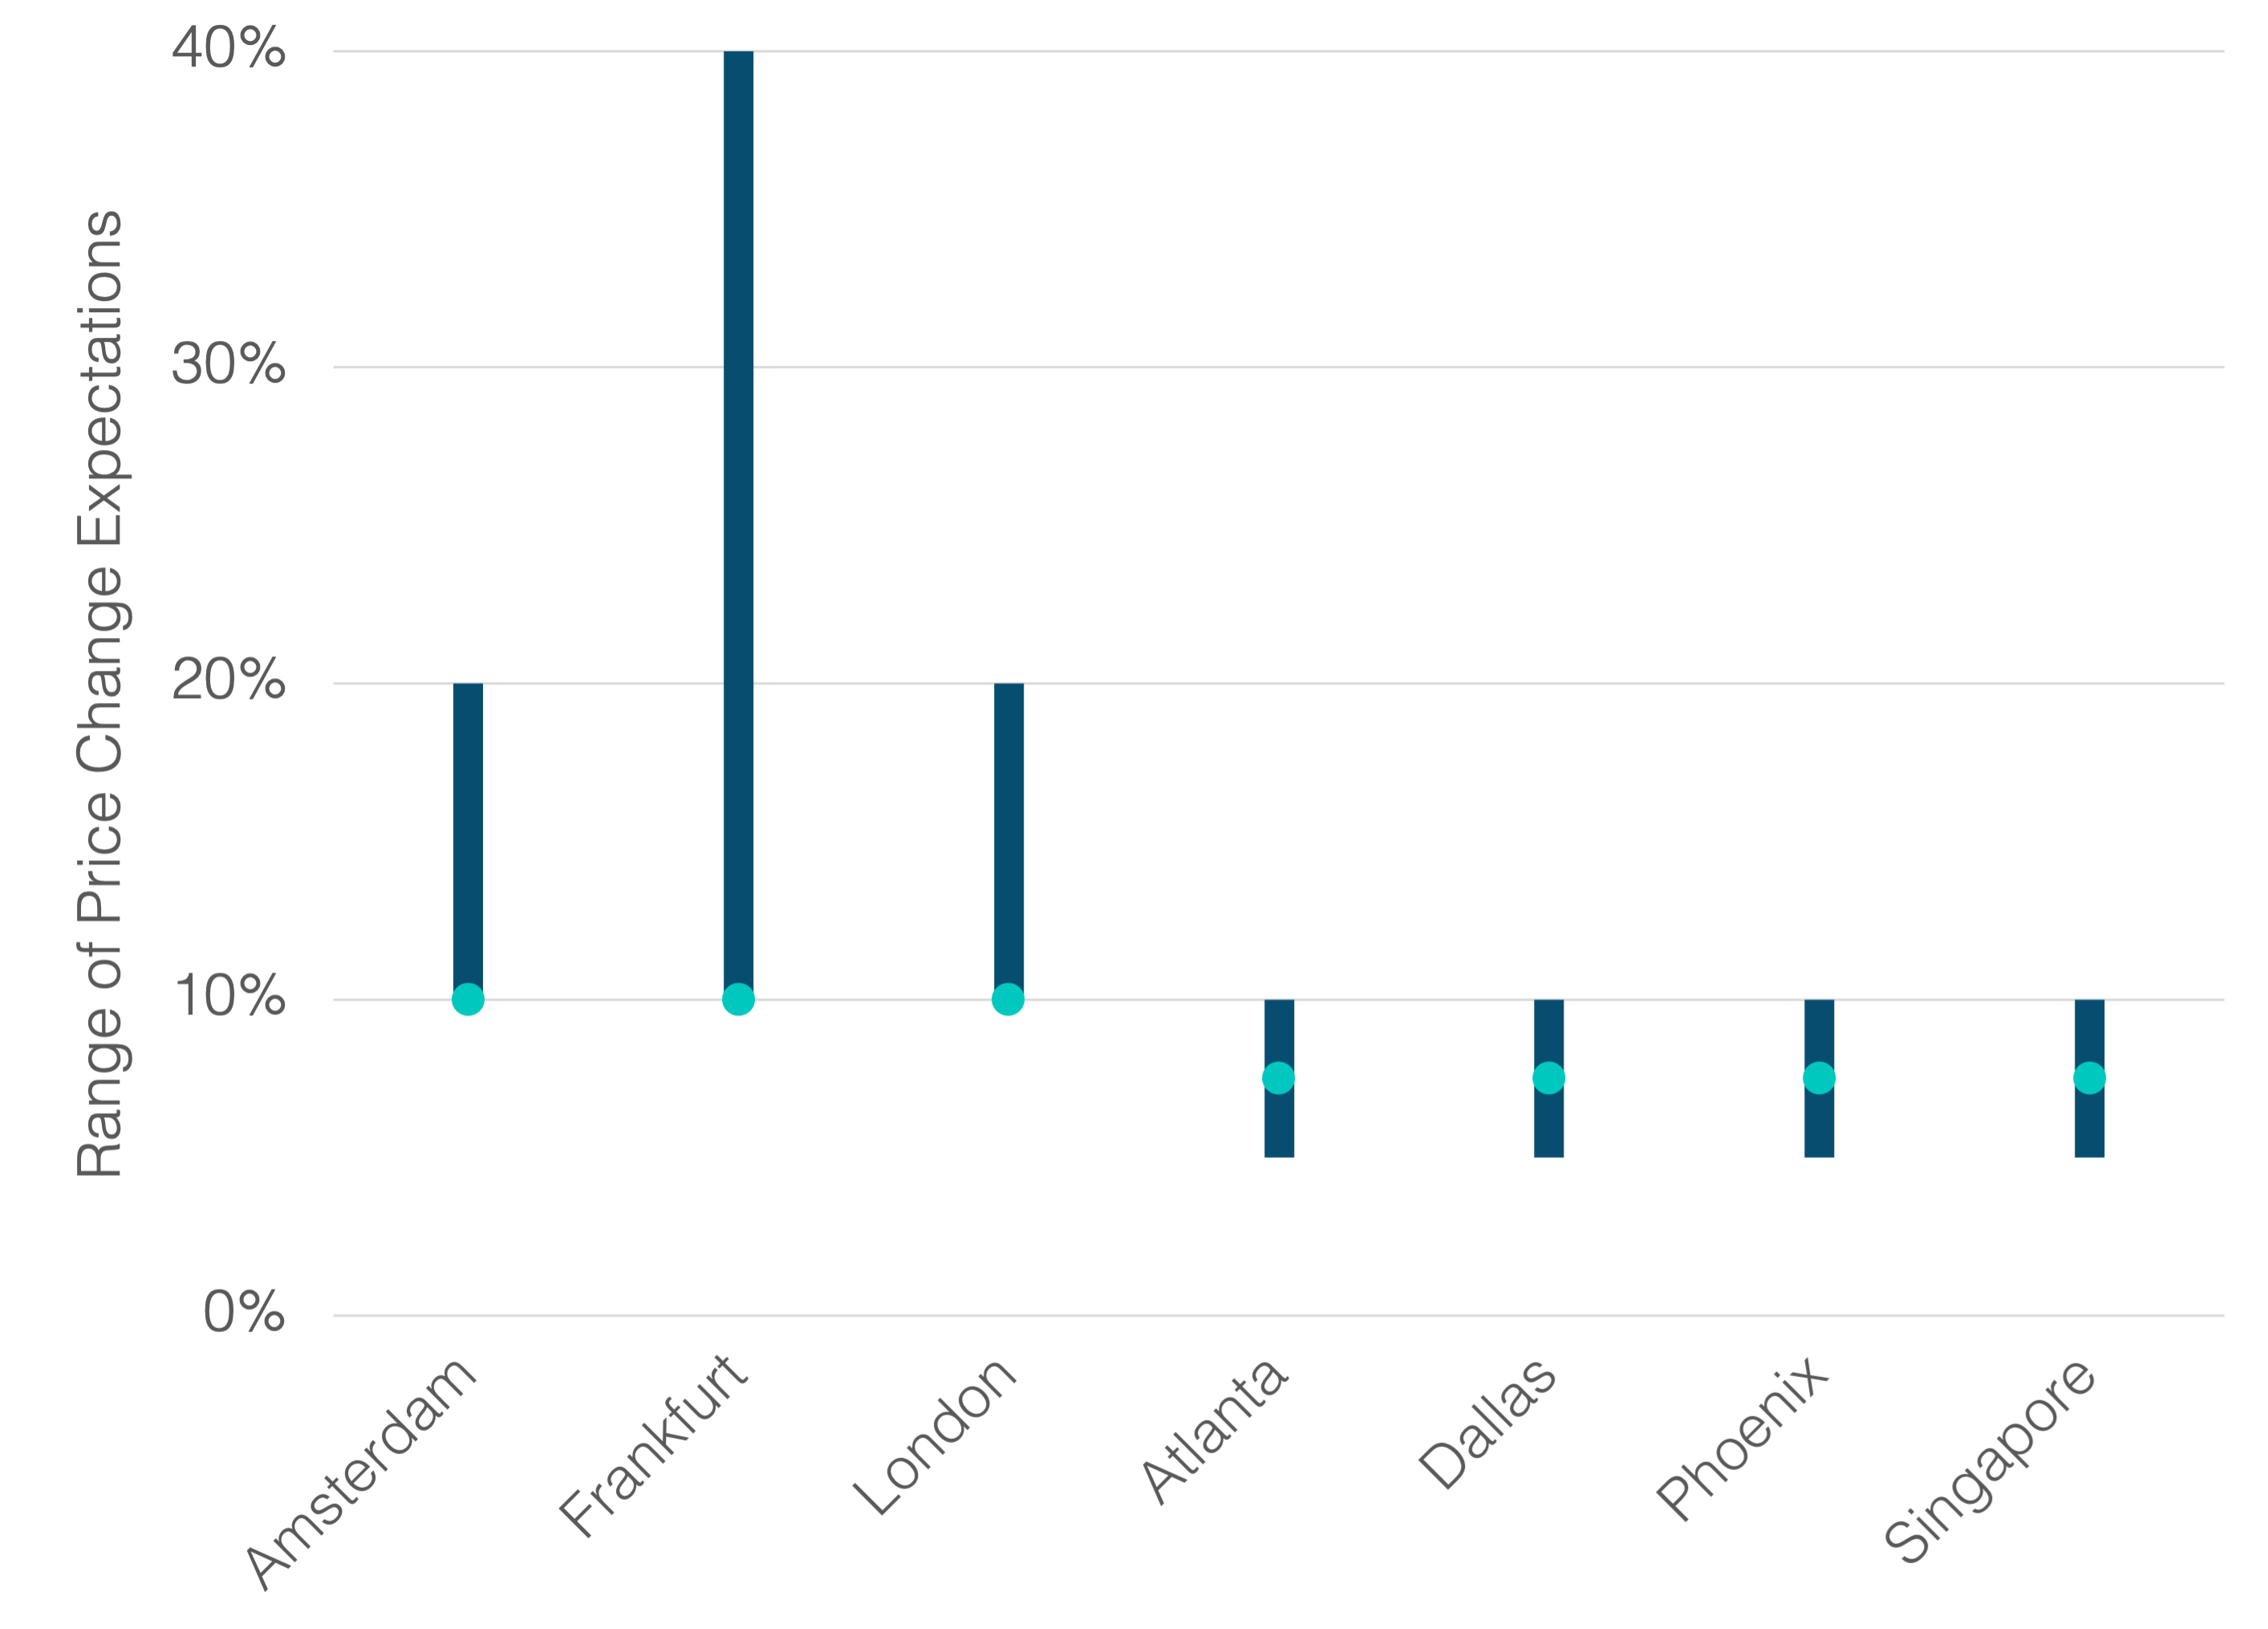 Range of Price Change Expectations
40%
30%
20%
10%
0%
Amsterdam
Frankfurt
London
Atlanta
Dallas
Phoenix
Singapore